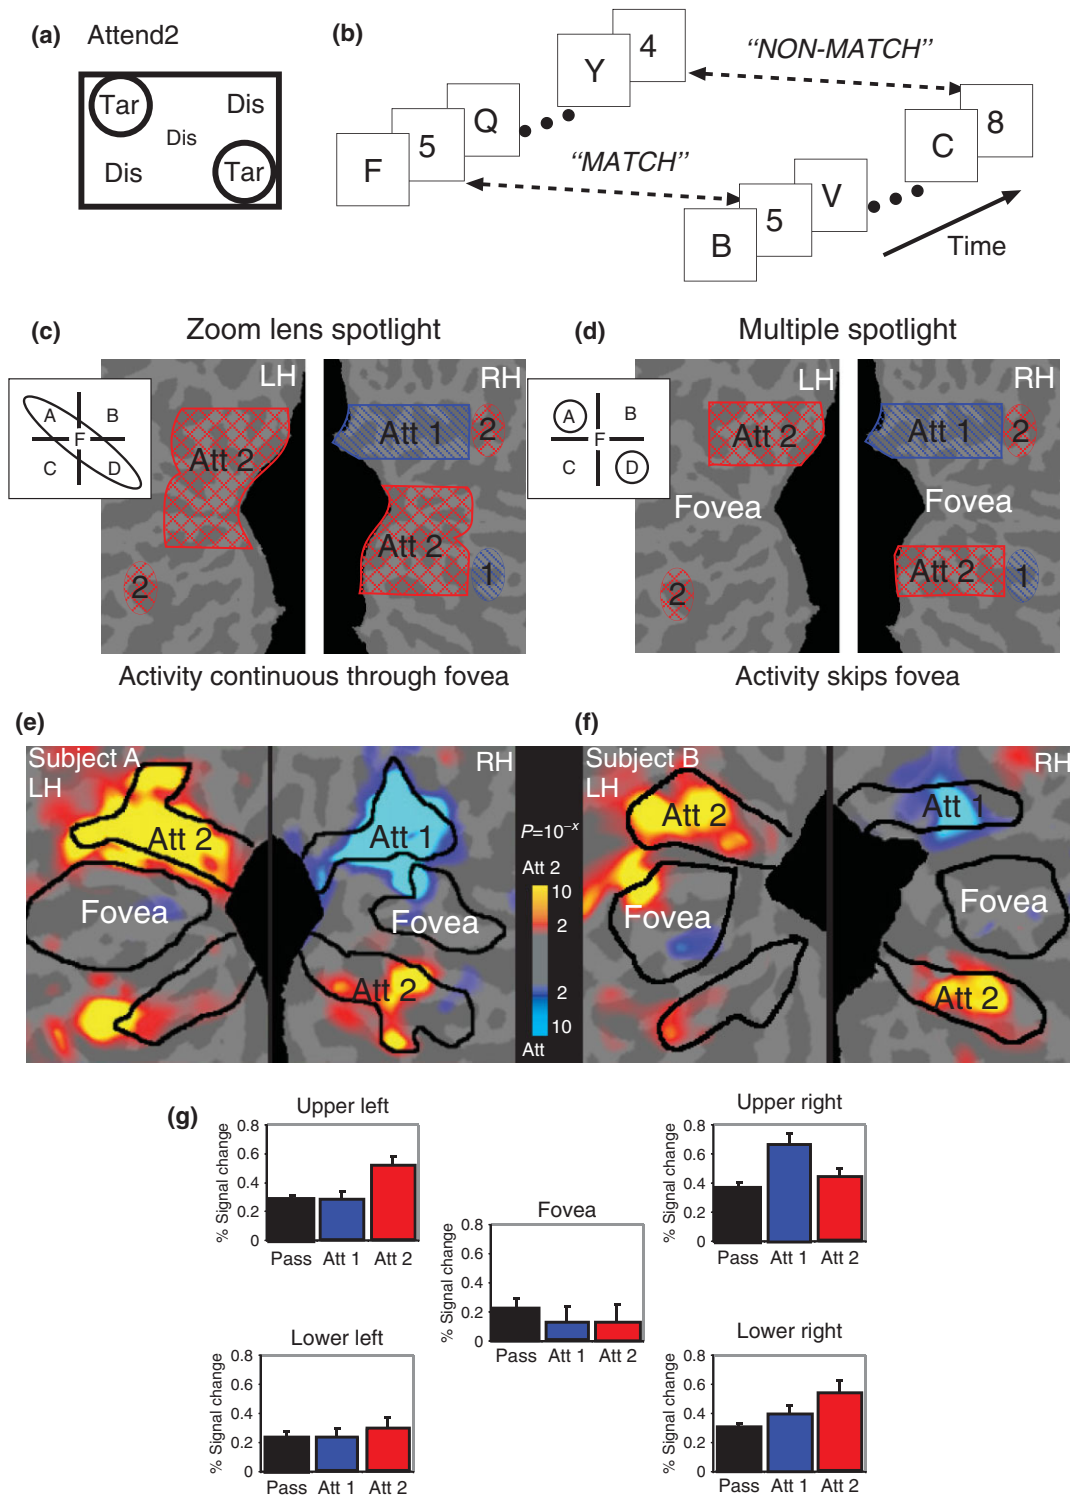 (a) Attend2
Tar Dis
Dis
Dis Tar
(b)
F 5 Q Y 4
"NON-MATCH"
"MATCH"
B 5 V C 8
Time
(c) Zoom lens spotlight
A B
F
C D
LH RH
Att 2
2
Att 1 2
Att 2
1
Activity continuous through fovea
(d) Multiple spotlight
A B
F
C D
LH RH
Att 2
Fovea
2
Att 1 2
Fovea
Att 2 1
Activity skips fovea
(e)
Subject A
LH RH
Att 2 Att 1
Fovea Fovea
Att 2
P=10⁻ˣ
Att 2
10
2
2
10
Att
(f)
Subject B
LH RH
Att 2 Att 1
Fovea Fovea
Att 2
(g)
Upper left
% Signal change
0.8
0.6
0.4
0.2
0
Pass Att 1 Att 2
Upper right
% Signal change
0.8
0.6
0.4
0.2
0
Pass Att 1 Att 2
Fovea
% Signal change
0.8
0.6
0.4
0.2
0
Pass Att 1 Att 2
Lower left
% Signal change
0.8
0.6
0.4
0.2
0
Pass Att 1 Att 2
Lower right
% Signal change
0.8
0.6
0.4
0.2
0
Pass Att 1 Att 2